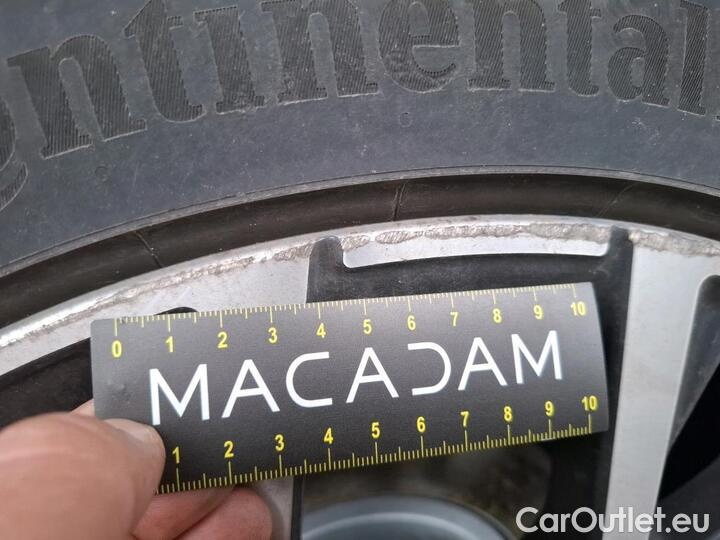 ontinental
0 1 2 3 4 5 6 7 8 9 10
MACADAM
1 2 3 4 5 6 7 8 9 10
CarOutlet.eu